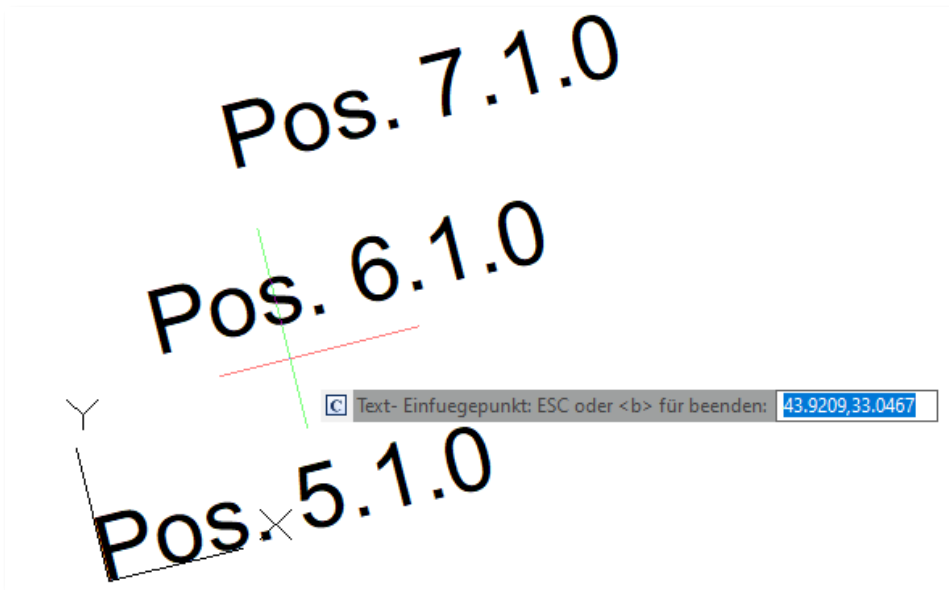 Pos. 7.1.0
Pos. 6.1.0
C Text- Einfuegepunkt: ESC oder <b> für beenden: 43.9209,33.0467
Y
Pos. 5.1.0
X